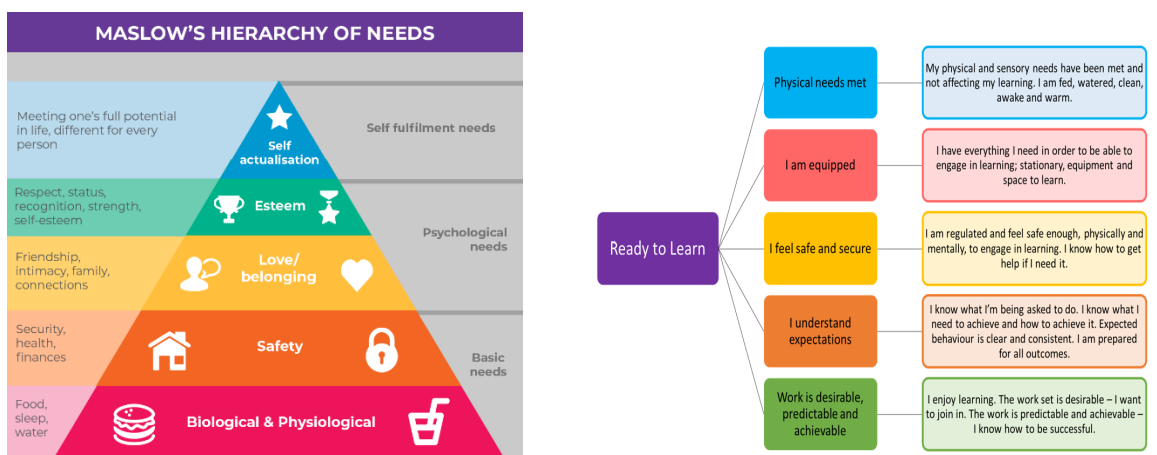 MASLOW'S HIERARCHY OF NEEDS
Meeting one's full potential
in life, different for every
person
Self
actualisation
Self fulfilment needs
Respect, status,
recognition, strength,
self-esteem
Esteem
Psychological
needs
Friendship,
intimacy, family,
connections
Love/
belonging
Security,
health,
finances
Safety
Basic
needs
Food,
sleep,
water
Biological & Physiological
Ready to Learn
Physical needs met
My physical and sensory needs have been met and
not affecting my learning. I am fed, watered, clean,
awake and warm.
I am equipped
I have everything I need in order to be able to
engage in learning; stationary, equipment and
space to learn.
I feel safe and secure
I am regulated and feel safe enough, physically and
mentally, to engage in learning. I know how to get
help if I need it.
I understand
expectations
I know what I'm being asked to do. I know what I
need to achieve and how to achieve it. Expected
behaviour is clear and consistent. I am prepared
for all outcomes.
Work is desirable,
predictable and
achievable
I enjoy learning. The work set is desirable – I want
to join in. The work is predictable and achievable –
I know how to be successful.